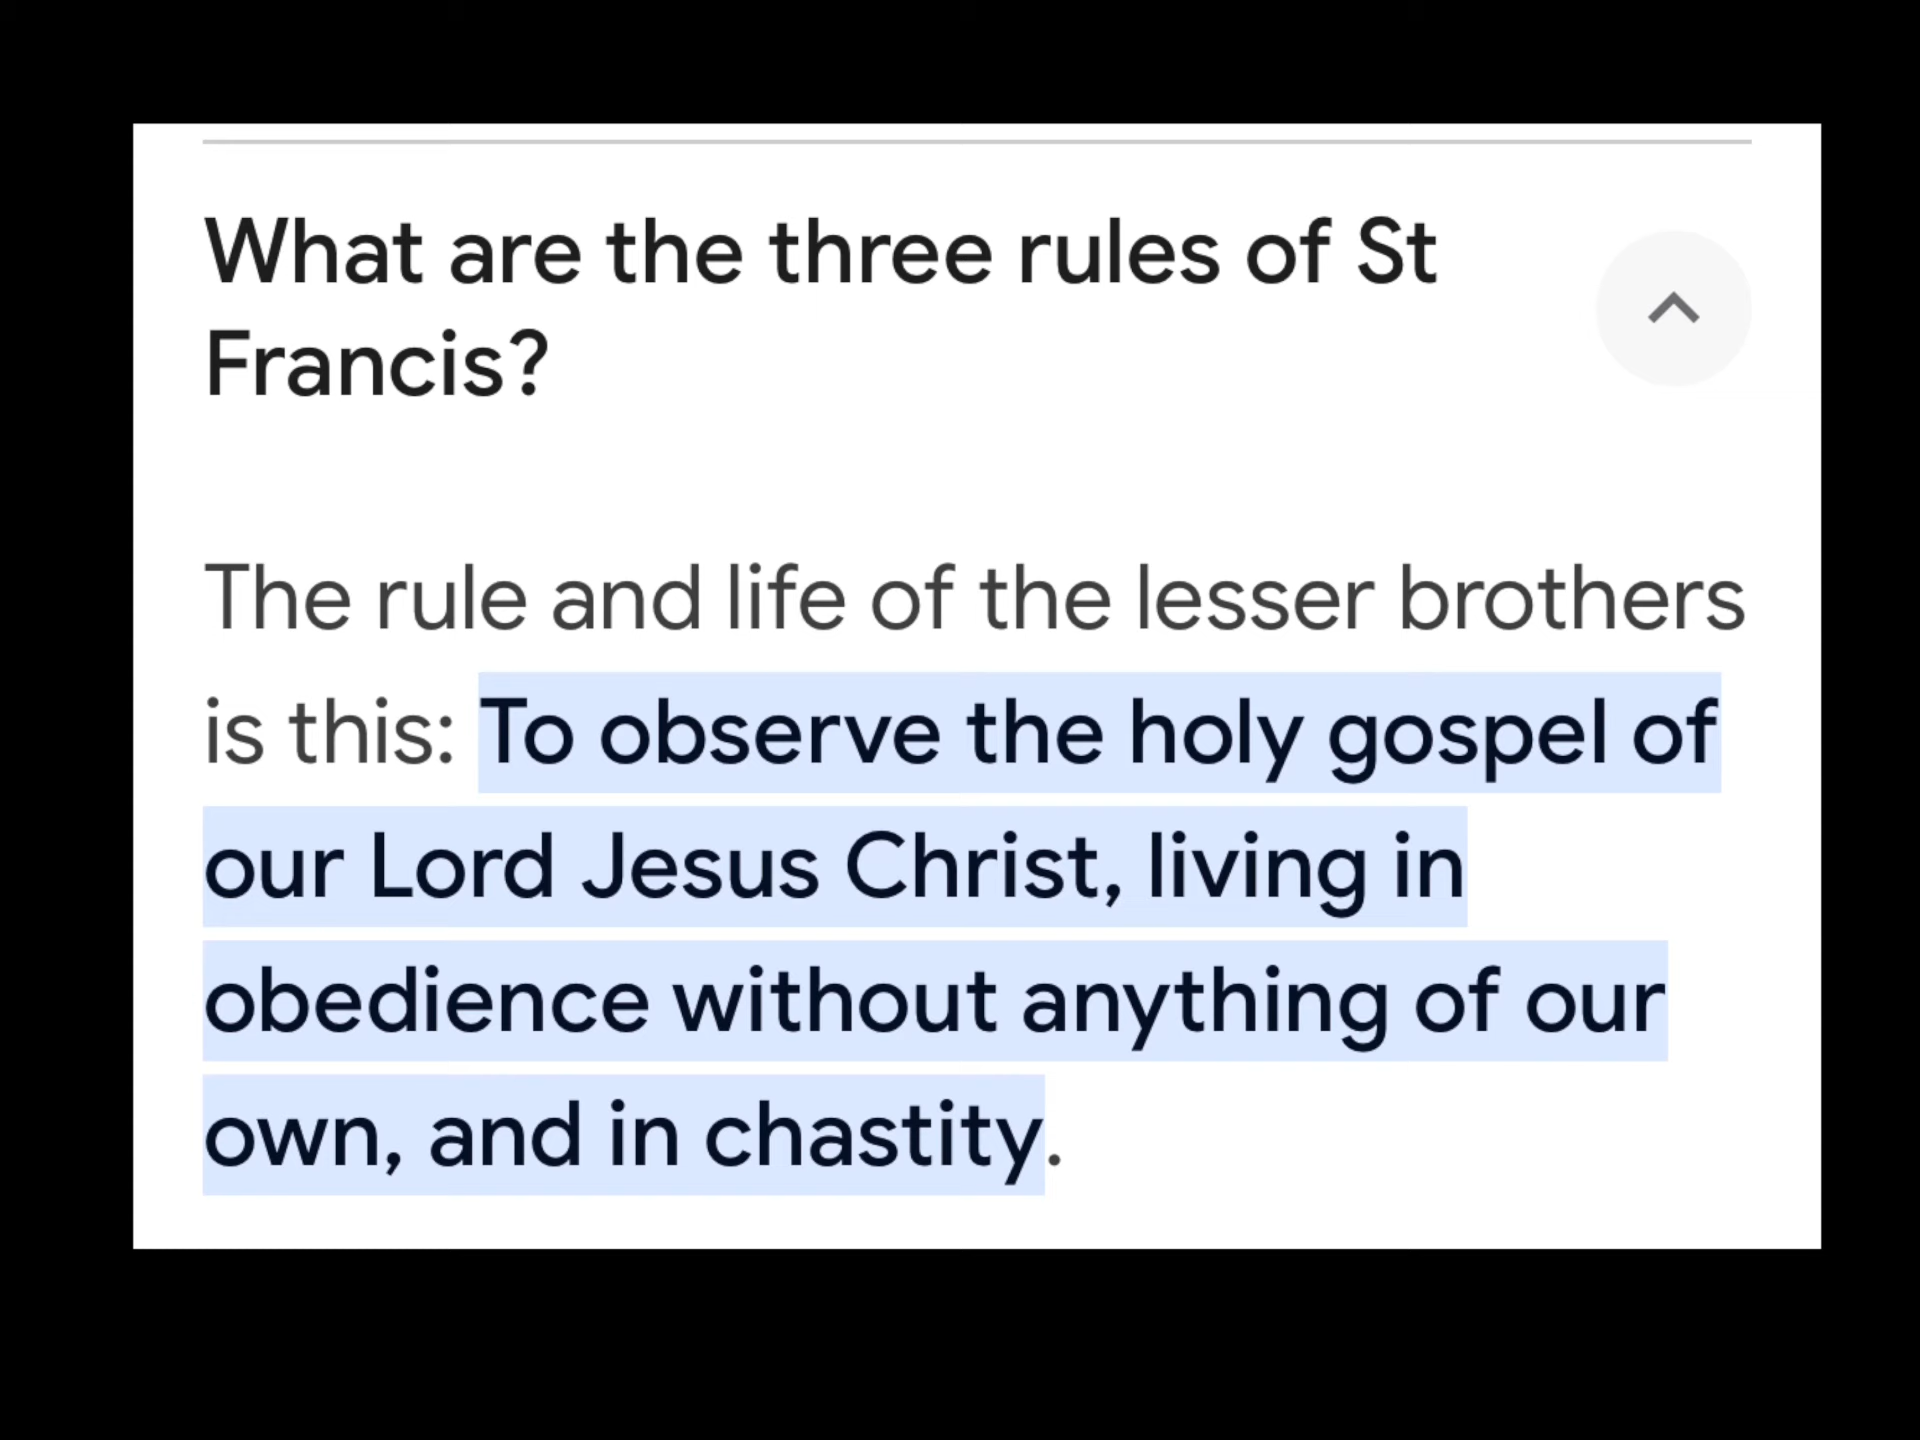 What are the three rules of St
Francis?
The rule and life of the lesser brothers
is this: To observe the holy gospel of
our Lord Jesus Christ, living in
obedience without anything of our
own, and in chastity.